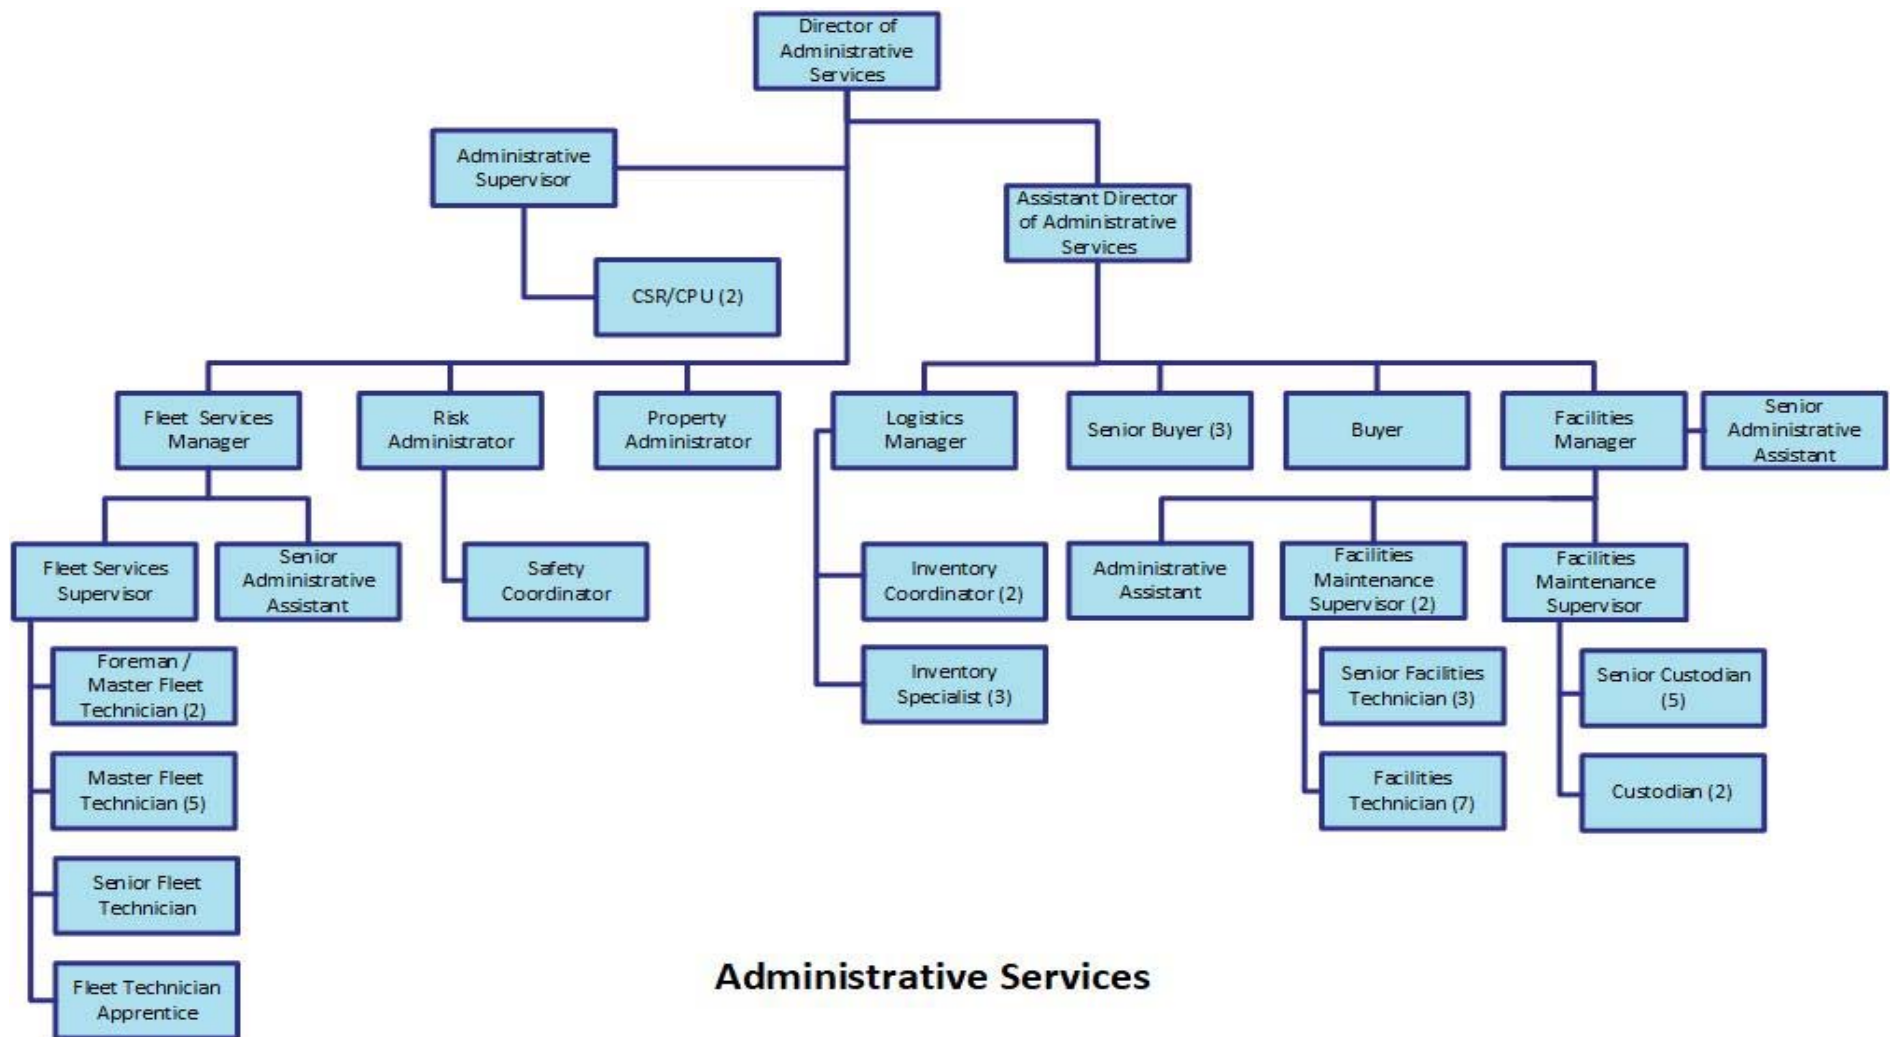 Director of
Administrative
Services
Administrative
Supervisor
Assistant Director
of Administrative
Services
CSR/CPU (2)
Fleet Services
Manager
Risk
Administrator
Property
Administrator
Logistics
Manager
Senior Buyer (3)
Buyer
Facilities
Manager
Senior
Administrative
Assistant
Fleet Services
Supervisor
Senior
Administrative
Assistant
Safety
Coordinator
Inventory
Coordinator (2)
Administrative
Assistant
Facilities
Maintenance
Supervisor (2)
Facilities
Maintenance
Supervisor
Foreman /
Master Fleet
Technician (2)
Inventory
Specialist (3)
Senior Facilities
Technician (3)
Senior Custodian
(5)
Master Fleet
Technician (5)
Facilities
Technician (7)
Custodian (2)
Senior Fleet
Technician
Fleet Technician
Apprentice
Administrative Services